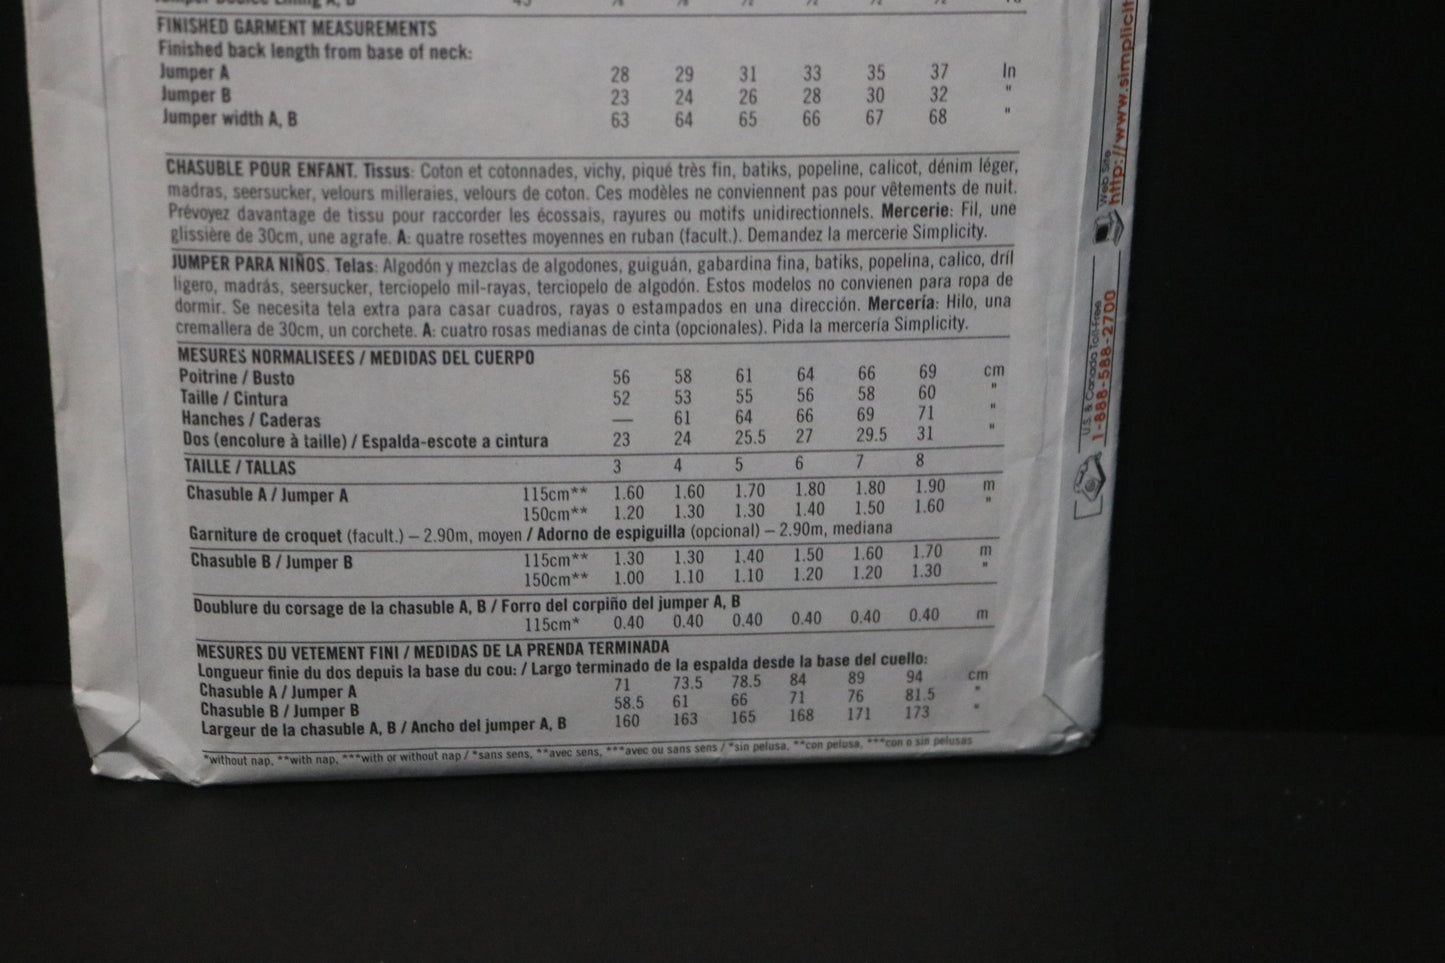 FINISHED GARMENT MEASUREMENTS
Finished back length from base of neck:
Jumper A 28 29 31 33 35 37 In
Jumper B 23 24 26 28 30 32 "
Jumper width A, B 63 64 65 66 67 68 "
CHASUBLE POUR ENFANT. Tissus: Coton et cotonnades, vichy, piqué très fin, batiks, popeline, calicot, dénim léger,
madras, seersucker, velours milleraies, velours de coton. Ces modèles ne conviennent pas pour vêtements de nuit.
Prévoyez davantage de tissu pour raccorder les écossais, rayures ou motifs unidirectionnels. Mercerie: Fil, une
glissière de 30cm, une agrafe. A: quatre rosettes moyennes en ruban (facult.). Demandez la mercerie Simplicity.
JUMPER PARA NIÑOS. Telas: Algodón y mezclas de algodones, guiguán, gabardina fina, batiks, popelina, calico, dríl
ligero, madrás, seersucker, terciopelo mil-rayas, terciopelo de algodón. Estos modelos no convienen para ropa de
dormir. Se necesita tela extra para casar cuadros, rayas o estampados en una dirección. Mercería: Hilo, una
cremallera de 30cm, un corchete. A: cuatro rosas medianas de cinta (opcionales). Pida la mercería Simplicity.
MESURES NORMALISEES / MEDIDAS DEL CUERPO
Poitrine / Busto 56 58 61 64 66 69 cm
Taille / Cintura 52 53 55 56 58 60 "
Hanches / Caderas — 61 64 66 69 71 "
Dos (encolure à taille) / Espalda-escote a cintura 23 24 25.5 27 29.5 31 "
TAILLE / TALLAS 3 4 5 6 7 8
Chasuble A / Jumper A 115cm** 1.60 1.60 1.70 1.80 1.80 1.90 m
150cm** 1.20 1.30 1.30 1.40 1.50 1.60 "
Garniture de croquet (facult.) – 2.90m, moyen / Adorno de espiguilla (opcional) – 2.90m, mediana
Chasuble B / Jumper B 115cm** 1.30 1.30 1.40 1.50 1.60 1.70 m
150cm** 1.00 1.10 1.10 1.20 1.20 1.30 "
Doublure du corsage de la chasuble A, B / Forro del corpiño del jumper A, B
115cm* 0.40 0.40 0.40 0.40 0.40 0.40 m
MESURES DU VETEMENT FINI / MEDIDAS DE LA PRENDA TERMINADA
Longueur finie du dos depuis la base du cou: / Largo terminado de la espalda desde la base del cuello:
Chasuble A / Jumper A 71 73.5 78.5 84 89 94 cm
Chasuble B / Jumper B 58.5 61 66 71 76 81.5 "
Largeur de la chasuble A, B / Ancho del jumper A, B 160 163 165 168 171 173 "
*without nap, **with nap, ***with or without nap / *sans sens, **avec sens, ***avec ou sans sens / *sin pelusa, **con pelusa, ***con o sin pelusas
Web Site
http://www.simplicit
U.S. & Canada Toll-Free
1-888-588-2700